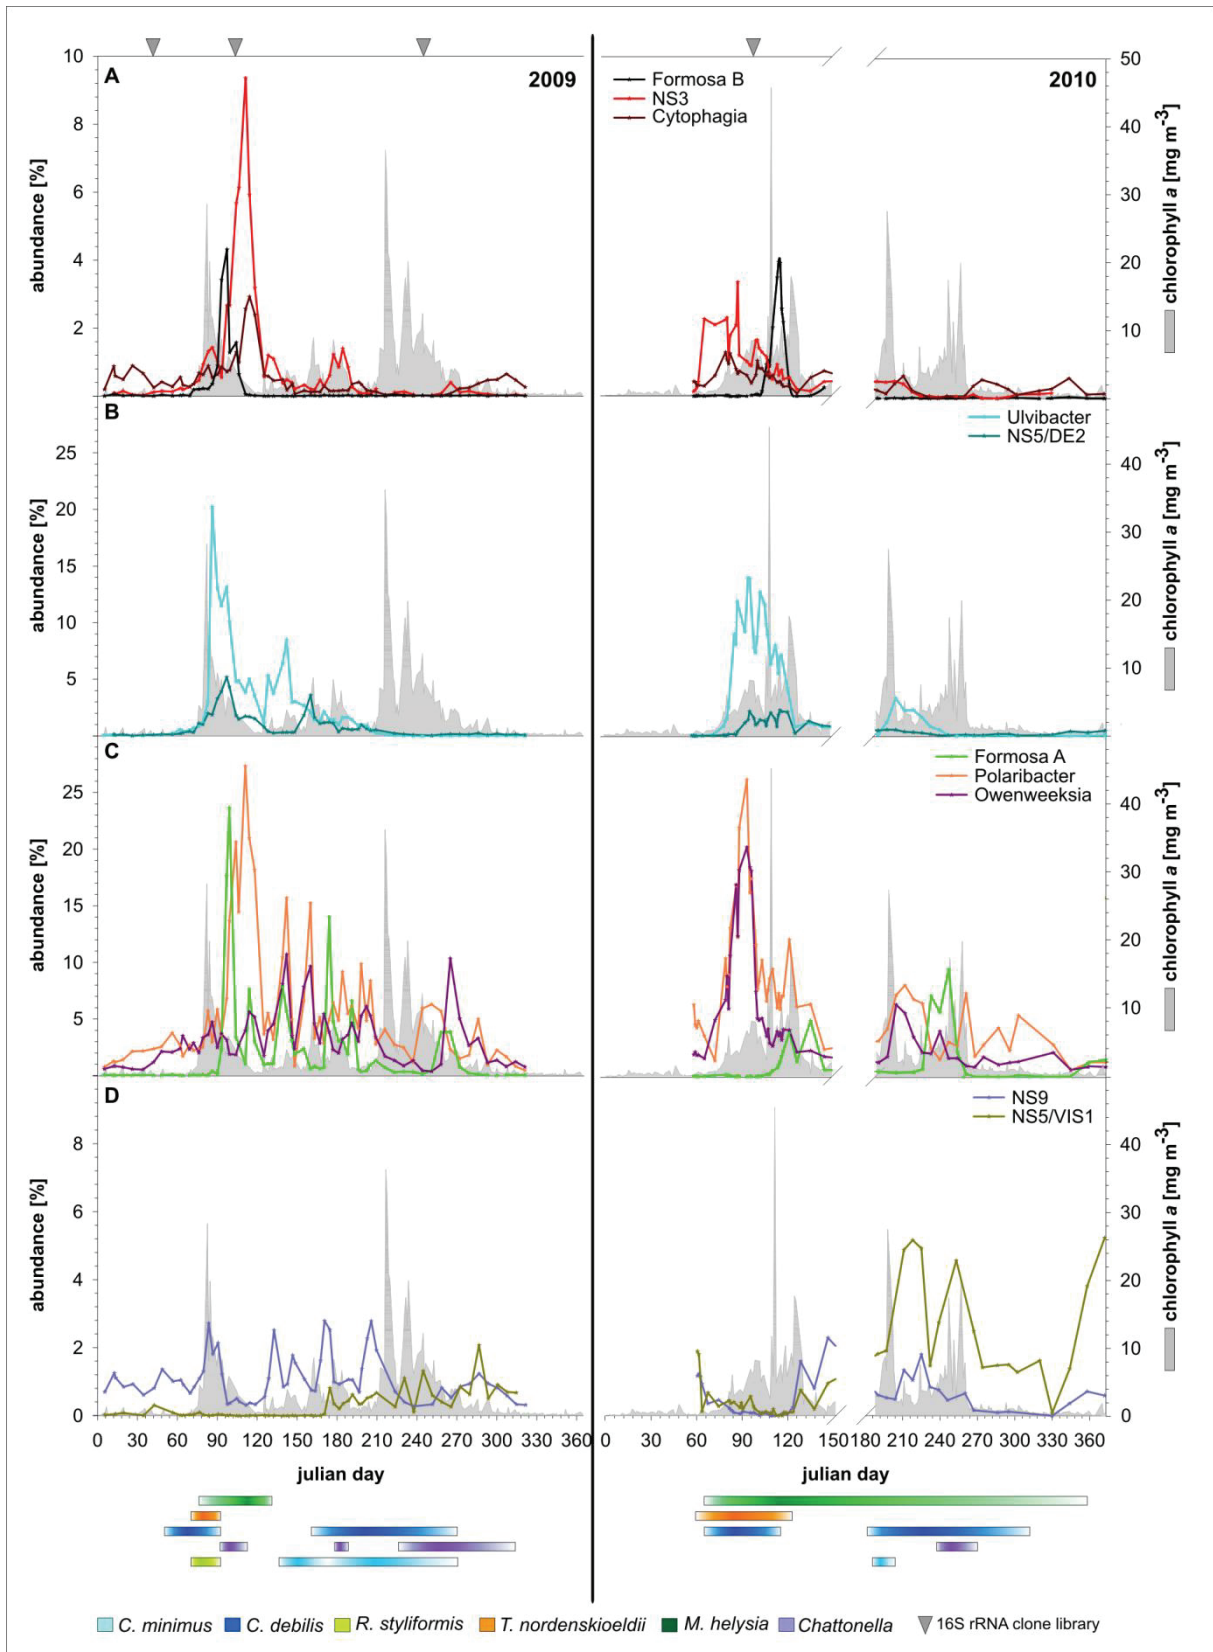 A
2009
2010
Formosa B
NS3
Cytophagia
10
8
6
4
2
abundance [%]
50
40
30
20
10
chlorophyll a [mg m-3]
B
Ulvibacter
NS5/DE2
25
20
15
10
5
abundance [%]
40
30
20
10
chlorophyll a [mg m-3]
C
Formosa A
Polaribacter
Owenweeksia
25
20
15
10
5
abundance [%]
40
30
20
10
chlorophyll a [mg m-3]
D
NS9
NS5/VIS1
8
6
4
2
0
abundance [%]
40
30
20
10
0
chlorophyll a [mg m-3]
0 30 60 90 120 150 180 210 240 270 300 330 360
0 30 60 90 120 150 180 210 240 270 300 330 360
julian day
julian day
C. minimus C. debilis R. styliformis T. nordenskioeldii M. helysia Chattonella 16S rRNA clone library